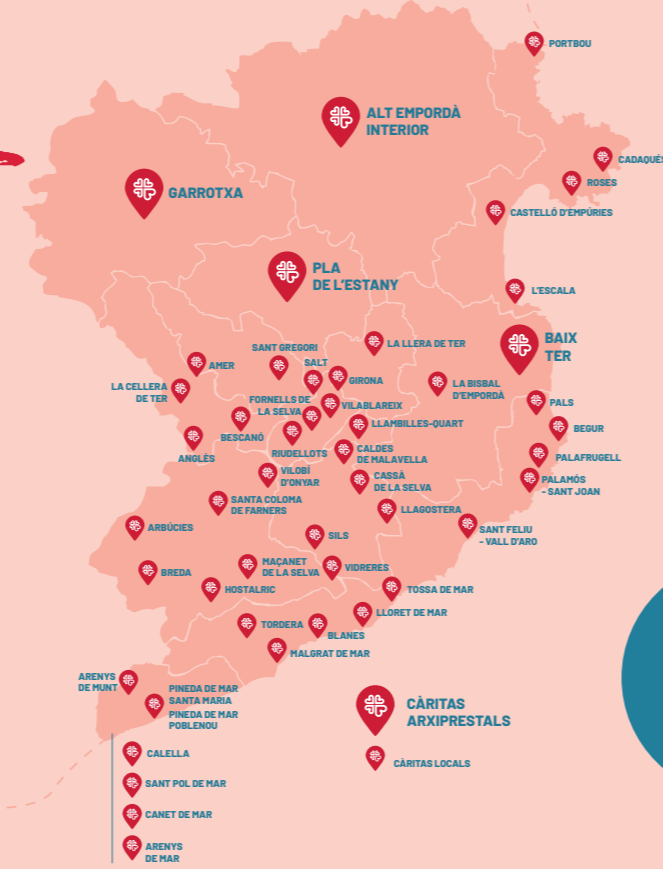 PORTBOU
ALT EMPORDÀ
INTERIOR
CADAQUÉS
ROSES
GARROTXA
CASTELLÓ D'EMPÚRIES
PLA
DE L'ESTANY
L'ESCALA
BAIX
TER
LA LLERA DE TER
SANT GREGORI
SALT
AMER
GIRONA
LA CELLERA
DE TER
LA BISBAL
D'EMPORDÀ
FORNELLS DE
LA SELVA
VILABLAREIX
PALS
LLAMBILLES-QUART
BEGUR
BESCANÓ
ANGLÈS
RIUDELLOTS
CALDES
DE MALAVELLA
PALAFRUGELL
VILOBÍ
D'ONYAR
CASSÀ
DE LA SELVA
PALAMÓS
- SANT JOAN
SANTA COLOMA
DE FARNERS
LLAGOSTERA
ARBÚCIES
SILS
SANT FELIU
- VALL D'ARO
MAÇANET
DE LA SELVA
VIDRERES
BREDA
HOSTALRIC
TOSSA DE MAR
LLORET DE MAR
TORDERA
BLANES
MALGRAT DE MAR
ARENYS
DE MUNT
PINEDA DE MAR
SANTA MARIA
PINEDA DE MAR
POBLENOU
CÀRITAS
ARXIPRESTALS
CALELLA
CÀRITAS LOCALS
SANT POL DE MAR
CANET DE MAR
ARENYS
DE MAR